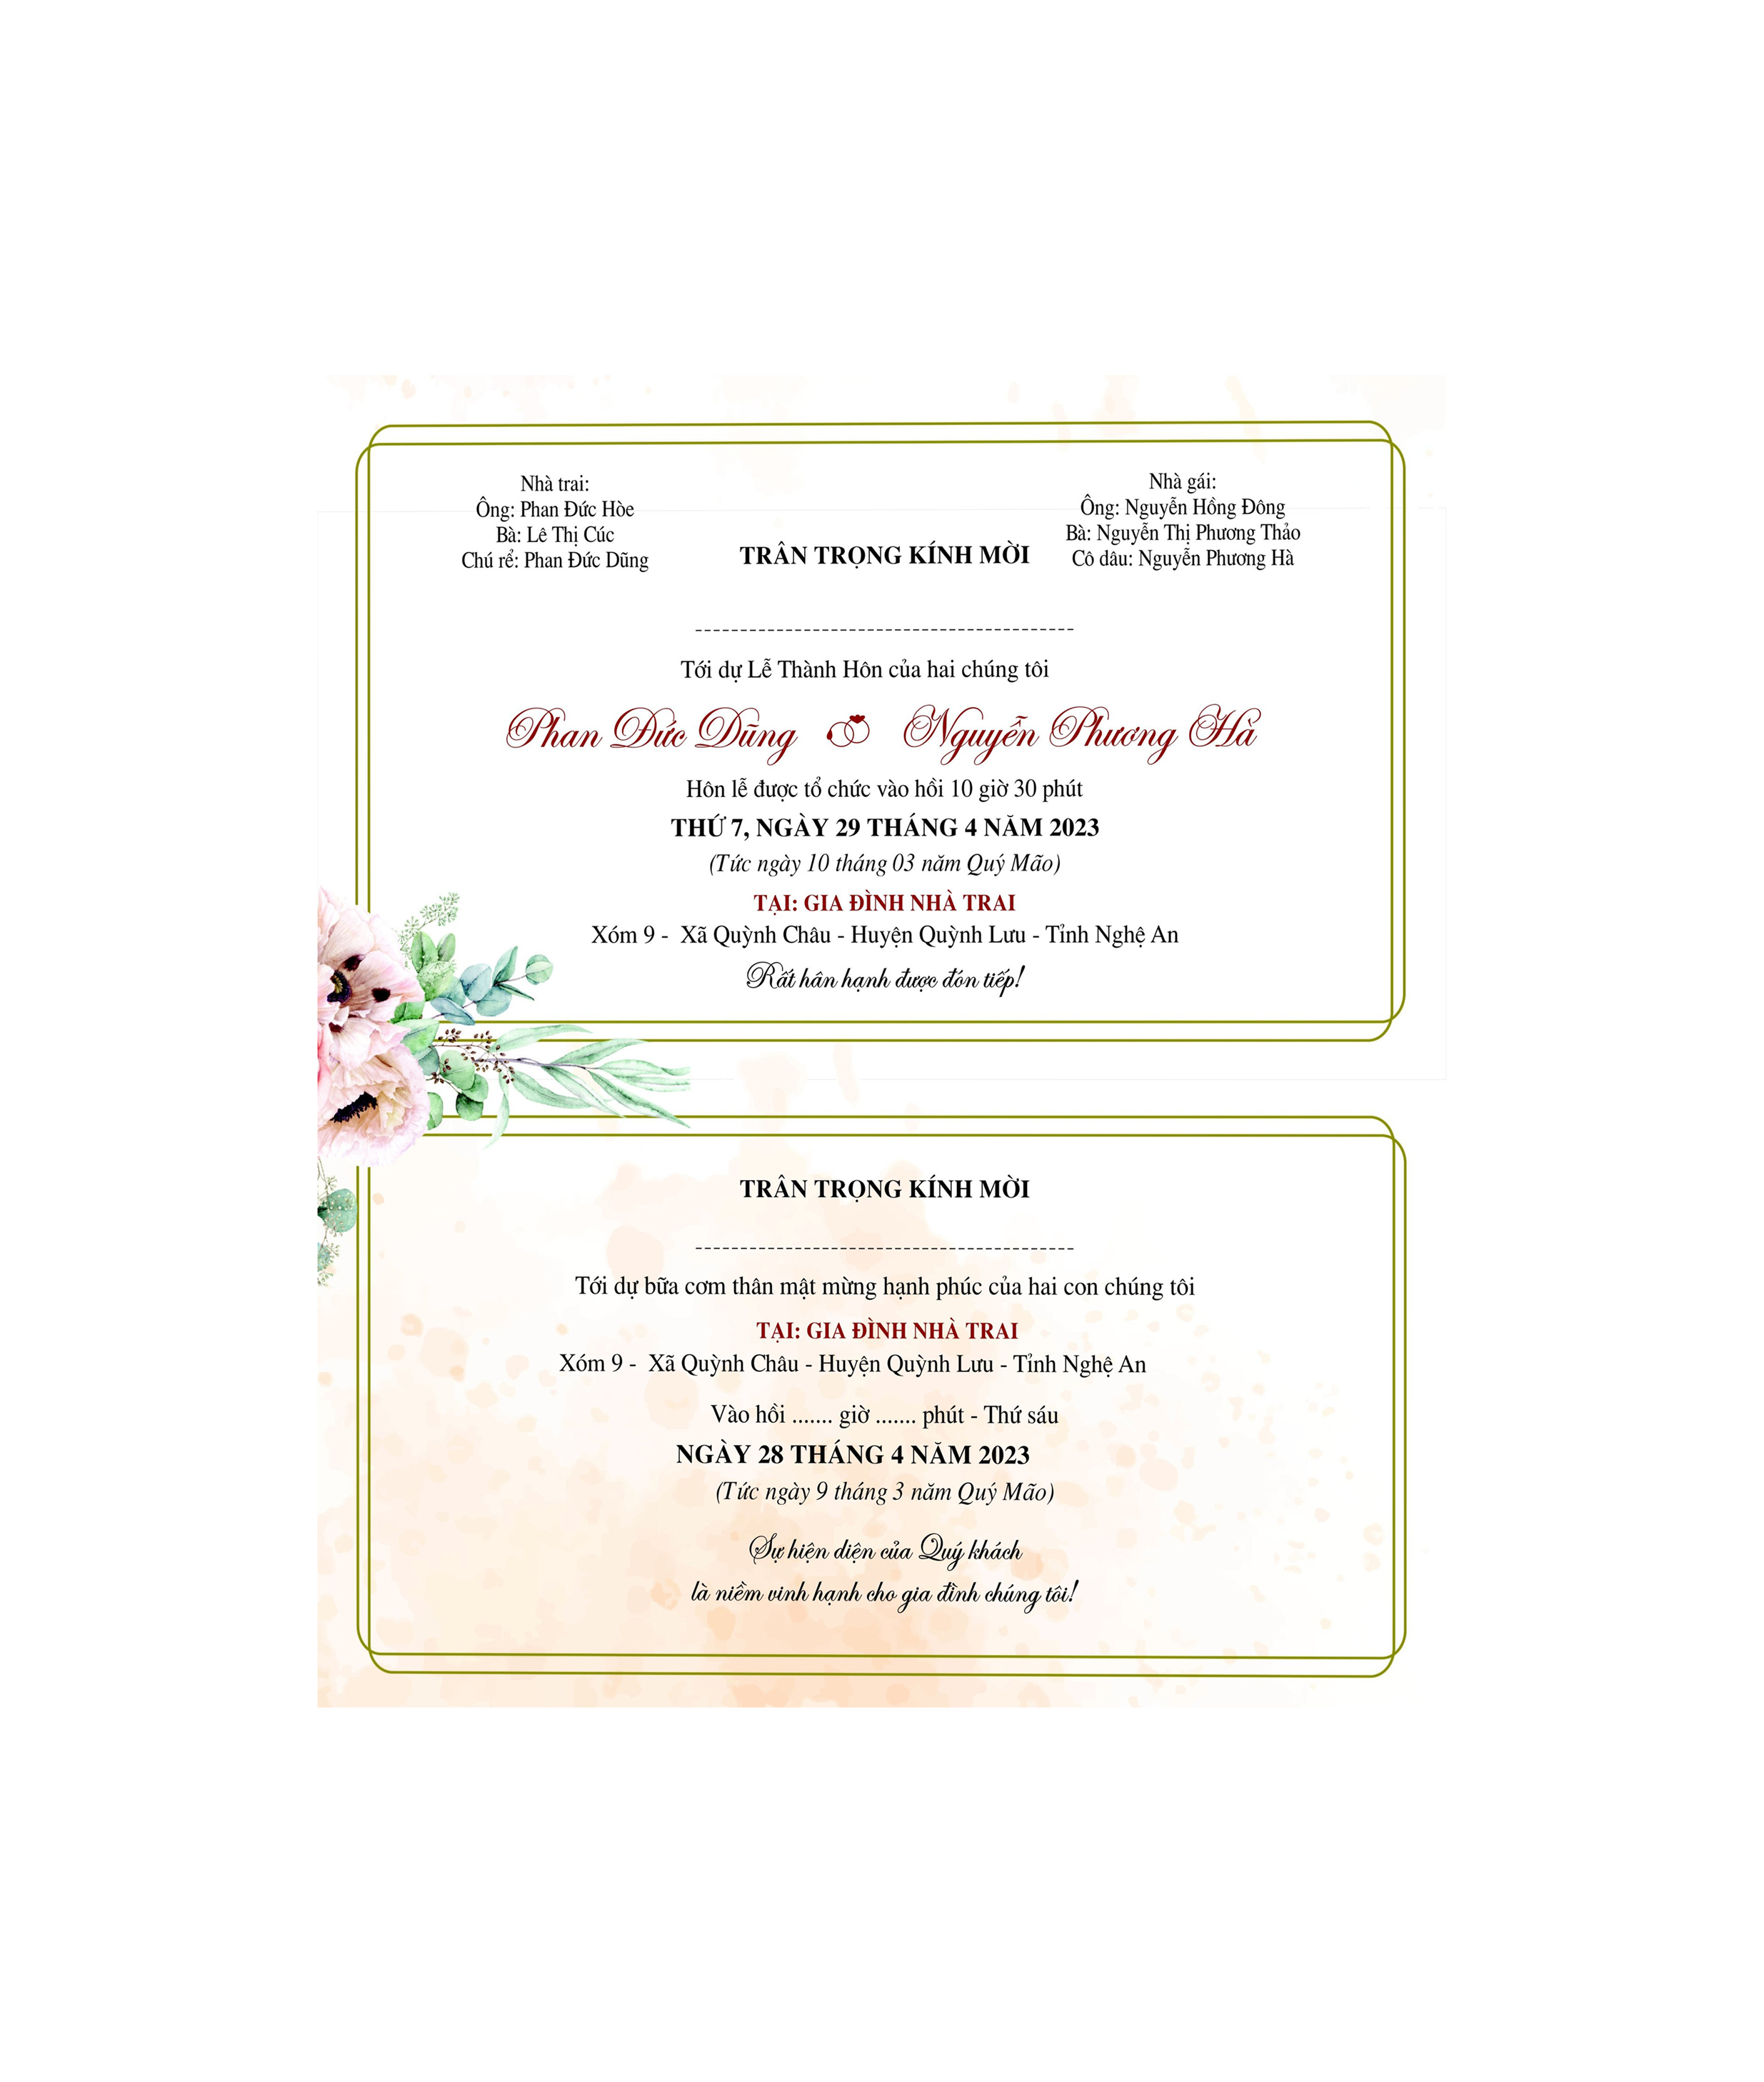 Nhà trai:
Ông: Phan Đức Hòe
Bà: Lê Thị Cúc
Chú rể: Phan Đức Dũng
Nhà gái:
Ông: Nguyễn Hồng Đông
Bà: Nguyễn Thị Phương Thảo
Cô dâu: Nguyễn Phương Hà
TRÂN TRỌNG KÍNH MỜI
------------------------------------------
Tới dự Lễ Thành Hôn của hai chúng tôi
Phan Đức Dũng Nguyễn Phương Hà
Hôn lễ được tổ chức vào hồi 10 giờ 30 phút
THỨ 7, NGÀY 29 THÁNG 4 NĂM 2023
(Tức ngày 10 tháng 03 năm Quý Mão)
TẠI: GIA ĐÌNH NHÀ TRAI
Xóm 9 - Xã Quỳnh Châu - Huyện Quỳnh Lưu - Tỉnh Nghệ An
Rất hân hạnh được đón tiếp!
TRÂN TRỌNG KÍNH MỜI
------------------------------------------
Tới dự bữa cơm thân mật mừng hạnh phúc của hai con chúng tôi
TẠI: GIA ĐÌNH NHÀ TRAI
Xóm 9 - Xã Quỳnh Châu - Huyện Quỳnh Lưu - Tỉnh Nghệ An
Vào hồi ....... giờ ....... phút - Thứ sáu
NGÀY 28 THÁNG 4 NĂM 2023
(Tức ngày 9 tháng 3 năm Quý Mão)
Sự hiện diện của Quý khách
là niềm vinh hạnh cho gia đình chúng tôi!